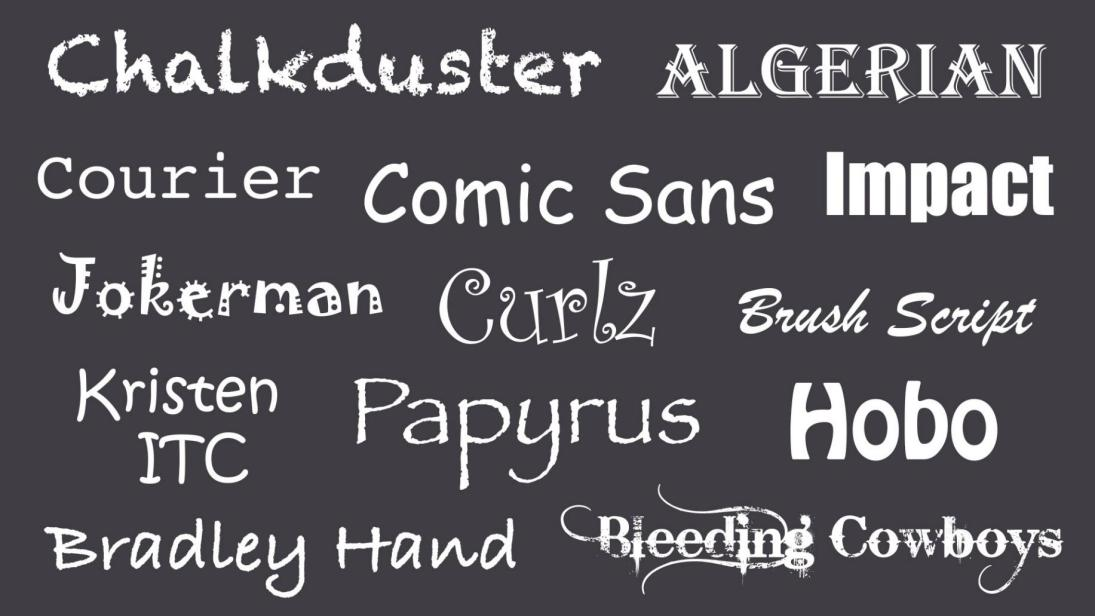 Chalkduster ALGERIAN
Courier Comic Sans Impact
Jokerman Curlz Brush Script
Kristen
ITC
Papyrus Hobo
Bradley Hand Bleeding Cowboys